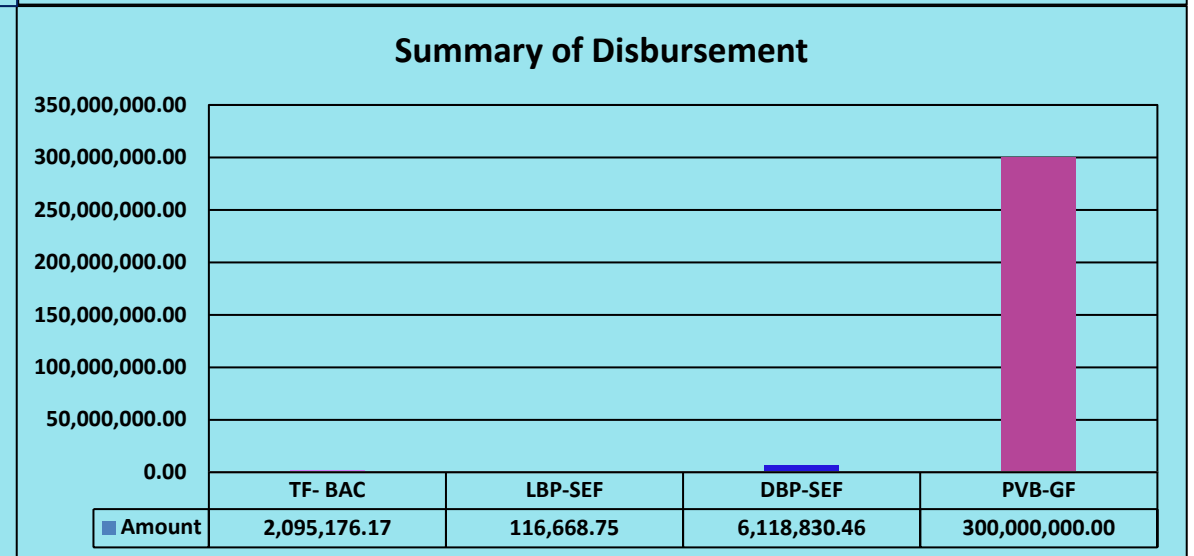 Summary of Disbursement
350,000,000.00
300,000,000.00
250,000,000.00
200,000,000.00
150,000,000.00
100,000,000.00
50,000,000.00
0.00
TF- BAC LBP-SEF DBP-SEF PVB-GF
Amount 2,095,176.17 116,668.75 6,118,830.46 300,000,000.00